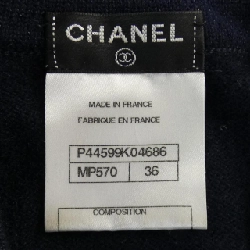 CHANEL
MADE IN FRANCE
FABRIQUE EN FRANCE
P44599K04686
MP570 36
COMPOSITION